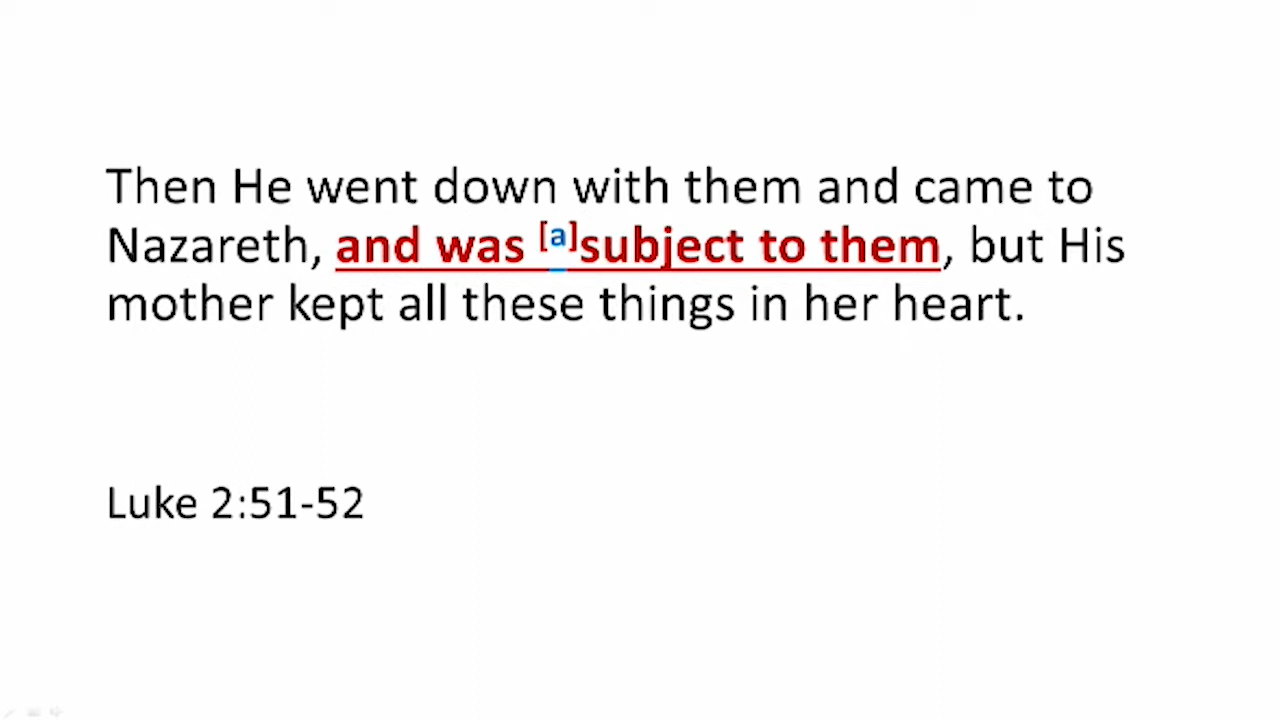 Then He went down with them and came to
Nazareth, and was [a]subject to them, but His
mother kept all these things in her heart.
Luke 2:51-52